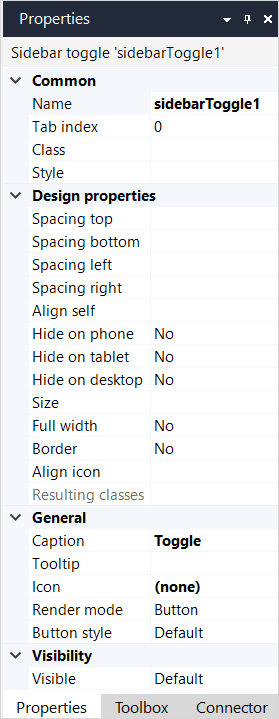 Properties
Sidebar toggle 'sidebarToggle1'
Common
Name sidebarToggle1
Tab index 0
Class
Style
Design properties
Spacing top
Spacing bottom
Spacing left
Spacing right
Align self
Hide on phone No
Hide on tablet No
Hide on desktop No
Size
Full width No
Border No
Align icon
Resulting classes
General
Caption Toggle
Tooltip
Icon (none)
Render mode Button
Button style Default
Visibility
Visible Default
Properties Toolbox Connector